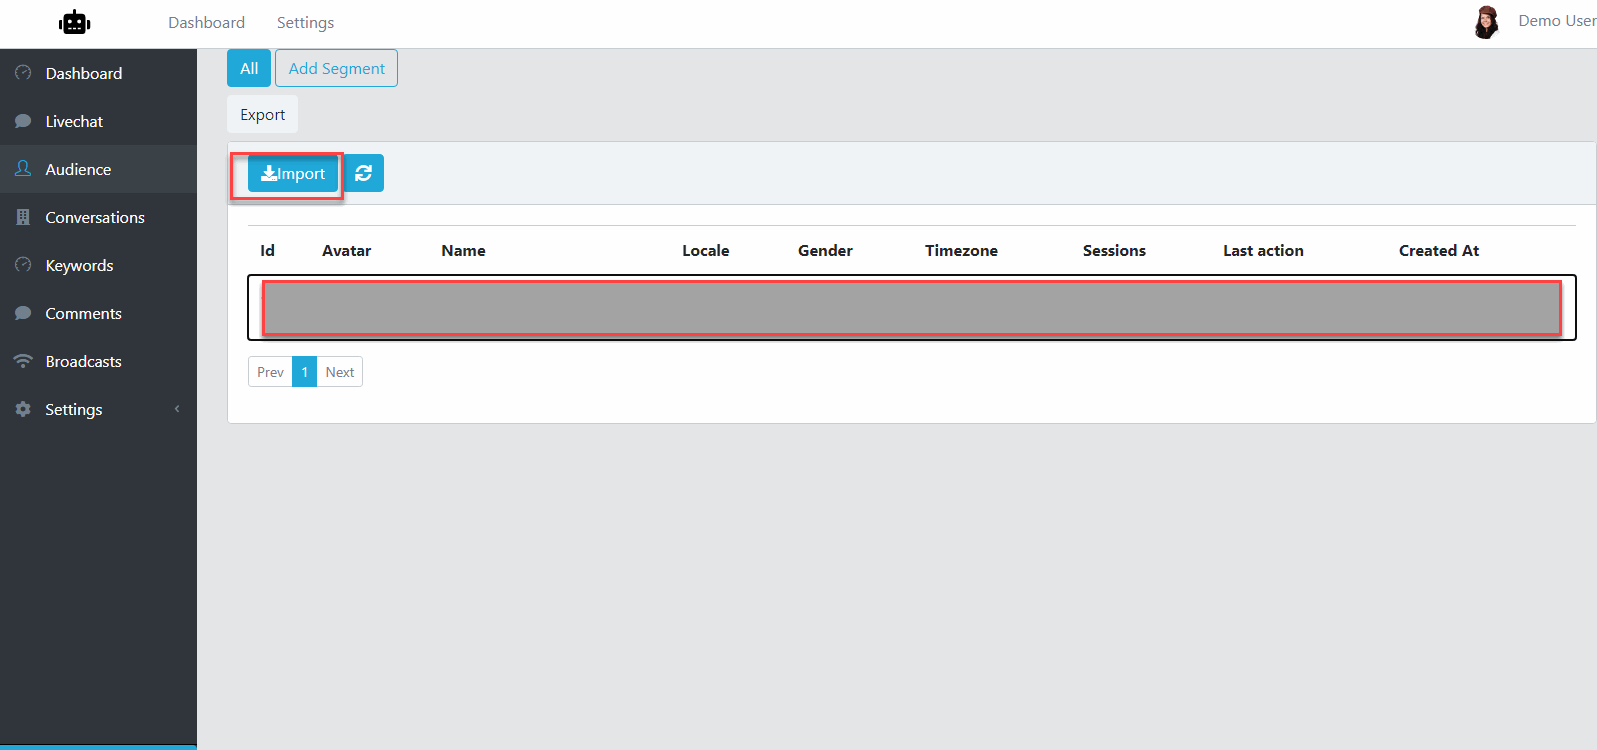 Dashboard Settings Demo User
Dashboard
Livechat
Audience
Conversations
Keywords
Comments
Broadcasts
Settings
All Add Segment
Export
Import
Id Avatar Name Locale Gender Timezone Sessions Last action Created At
Prev 1 Next